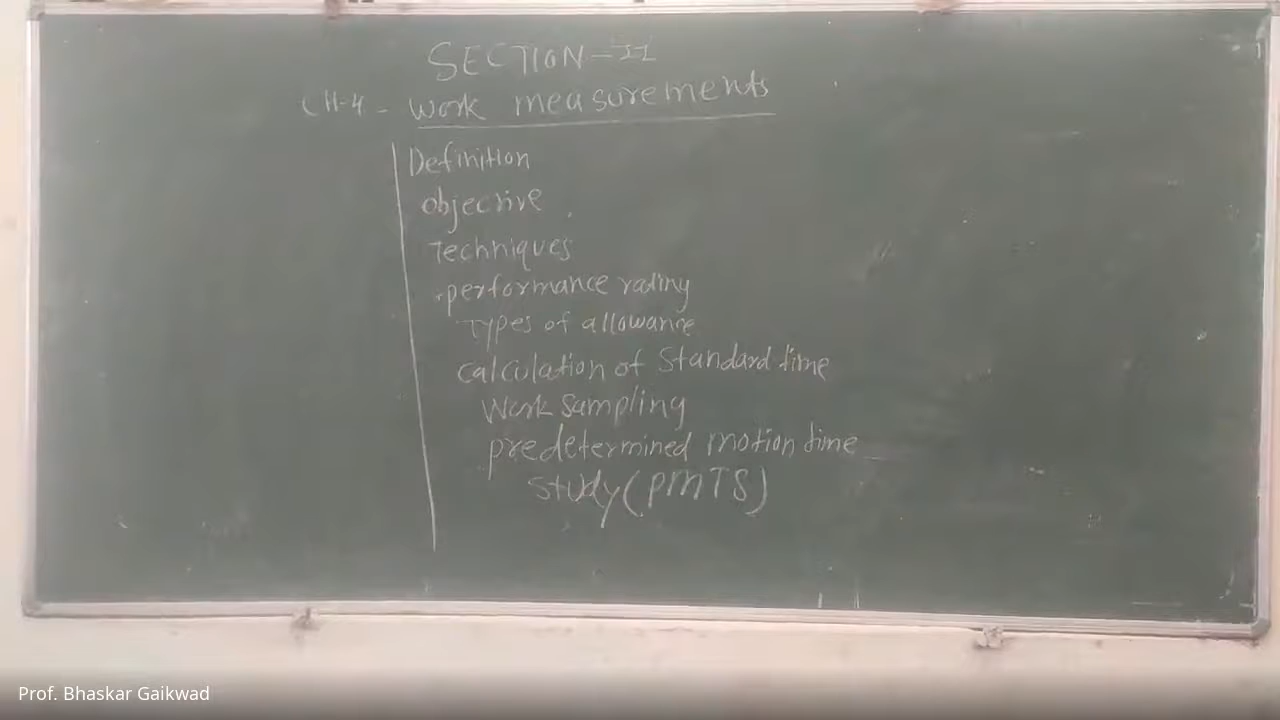 SECTION-II
CH-4 - Work measurements
Definition
objective
Techniques
performance rating
Types of allowance
calculation of Standard time
Work sampling
predetermined motion time
study (PMTS)
Prof. Bhaskar Gaikwad